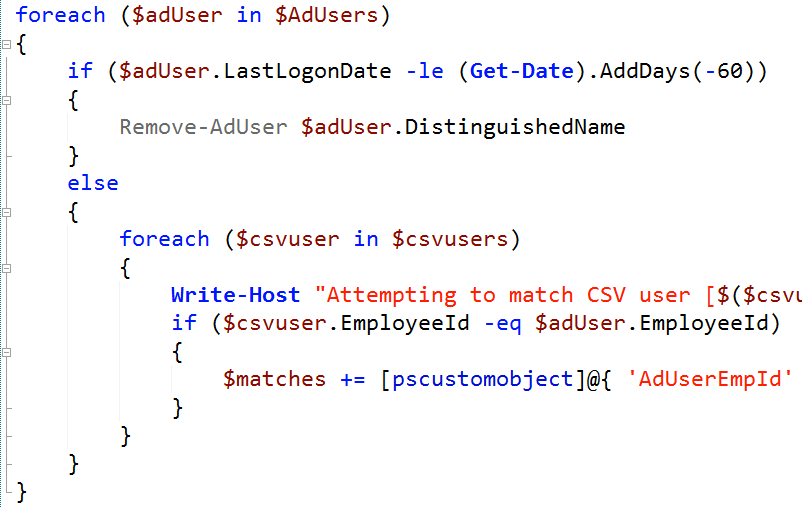 foreach ($adUser in $AdUsers)
{
    if ($adUser.LastLogonDate -le (Get-Date).AddDays(-60))
    {
        Remove-AdUser $adUser.DistinguishedName
    }
    else
    {
        foreach ($csvuser in $csvusers)
        {
            Write-Host "Attempting to match CSV user [$($csvu
            if ($csvuser.EmployeeId -eq $adUser.EmployeeId)
            {
                $matches += [pscustomobject]@{ 'AdUserEmpId'
            }
        }
    }
}